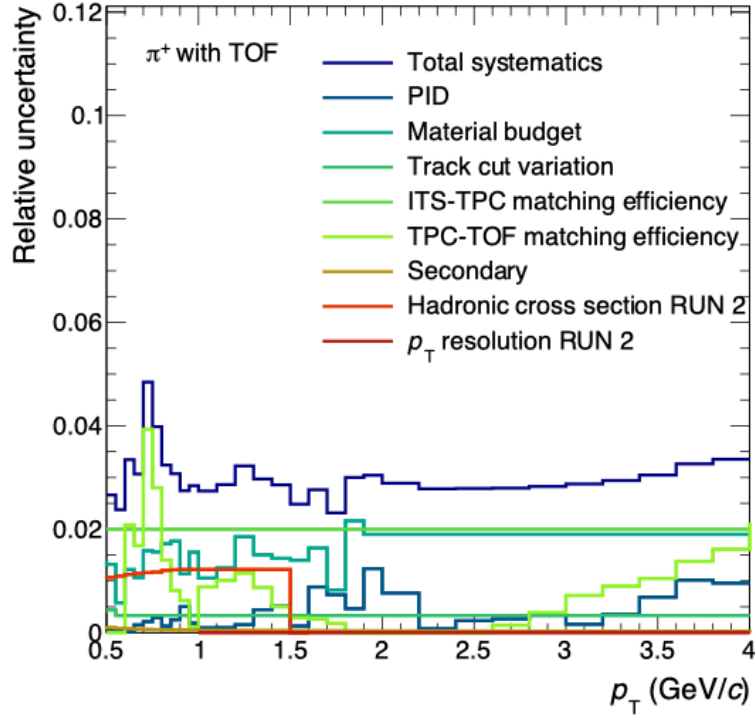 0.12
0.1
0.08
0.06
0.04
0.02
0
Relative uncertainty
π+ with TOF
Total systematics
PID
Material budget
Track cut variation
ITS-TPC matching efficiency
TPC-TOF matching efficiency
Secondary
Hadronic cross section RUN 2
pT resolution RUN 2
0.5 1 1.5 2 2.5 3 3.5 4
pT (GeV/c)